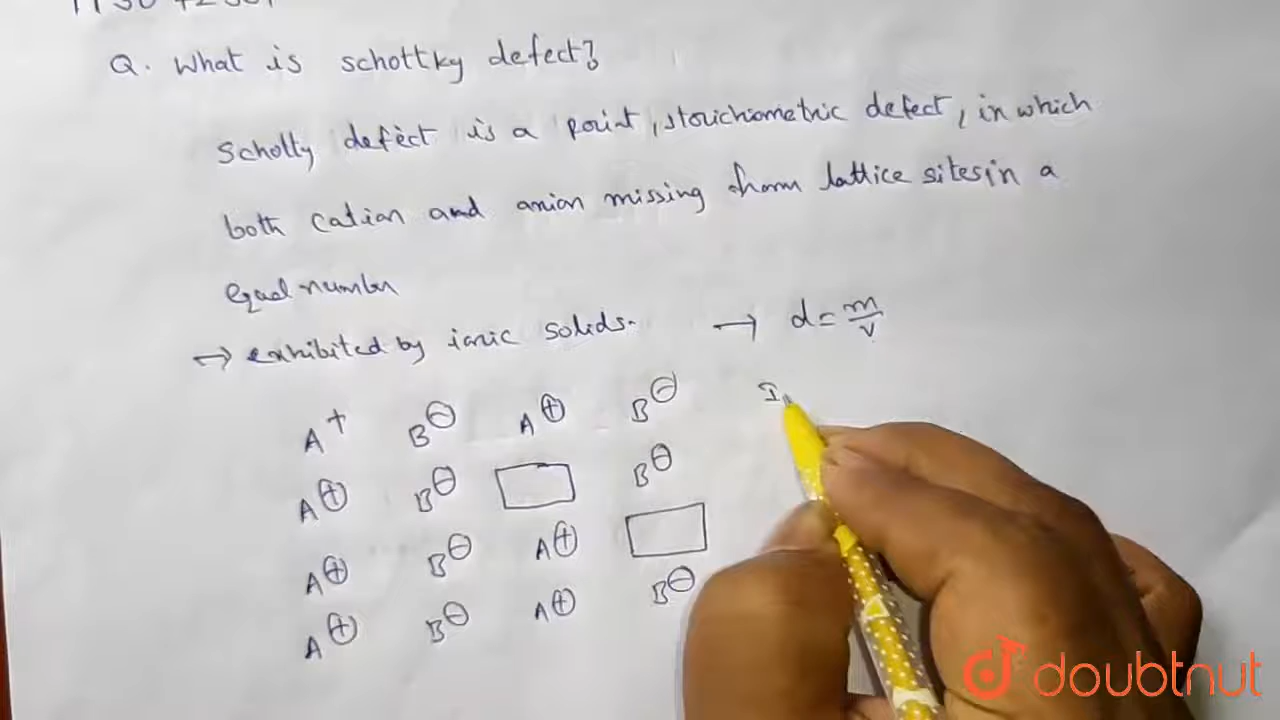 Q. What is schottky defect?
Schotty defect is a point, stoichiometric defect, in which
both cation and anion missing from lattice sites in a
equal number
→ exhibited by ionic solids. → d = m/v
A+ B⊖ A⊕ B⊖
A⊕ B⊖ B⊖
A⊕ B⊖ A⊕
A⊕ B⊖ A⊕ B⊖
doubtnut